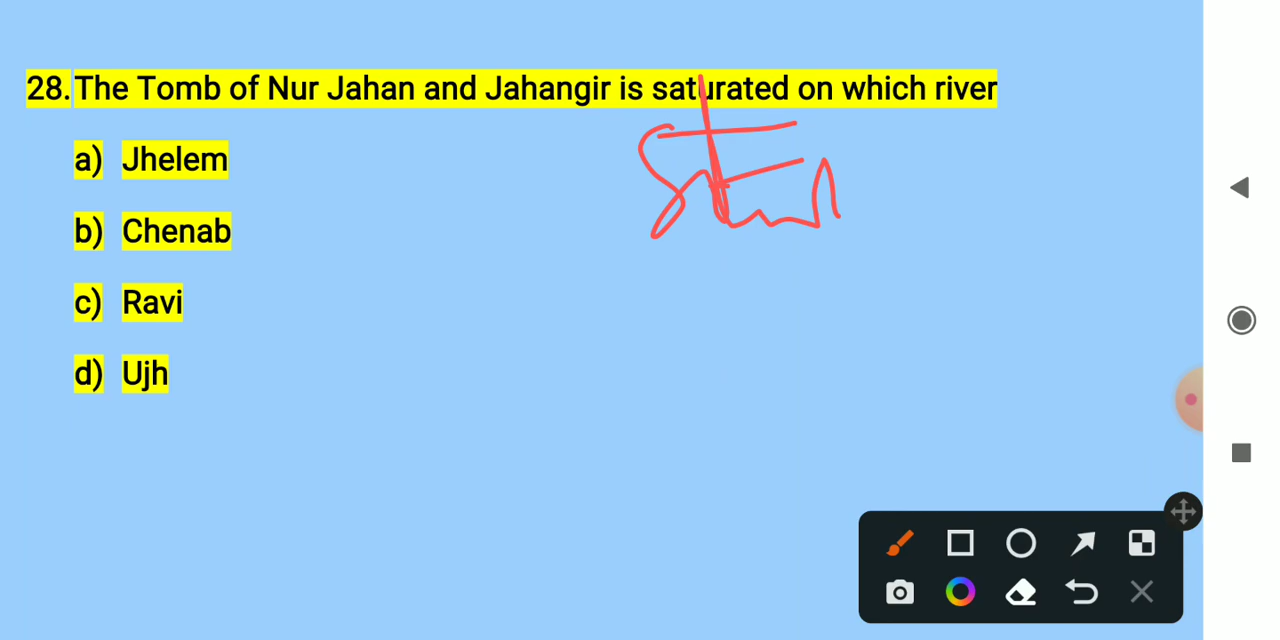 28. The Tomb of Nur Jahan and Jahangir is saturated on which river
a) Jhelem
b) Chenab
c) Ravi
d) Ujh